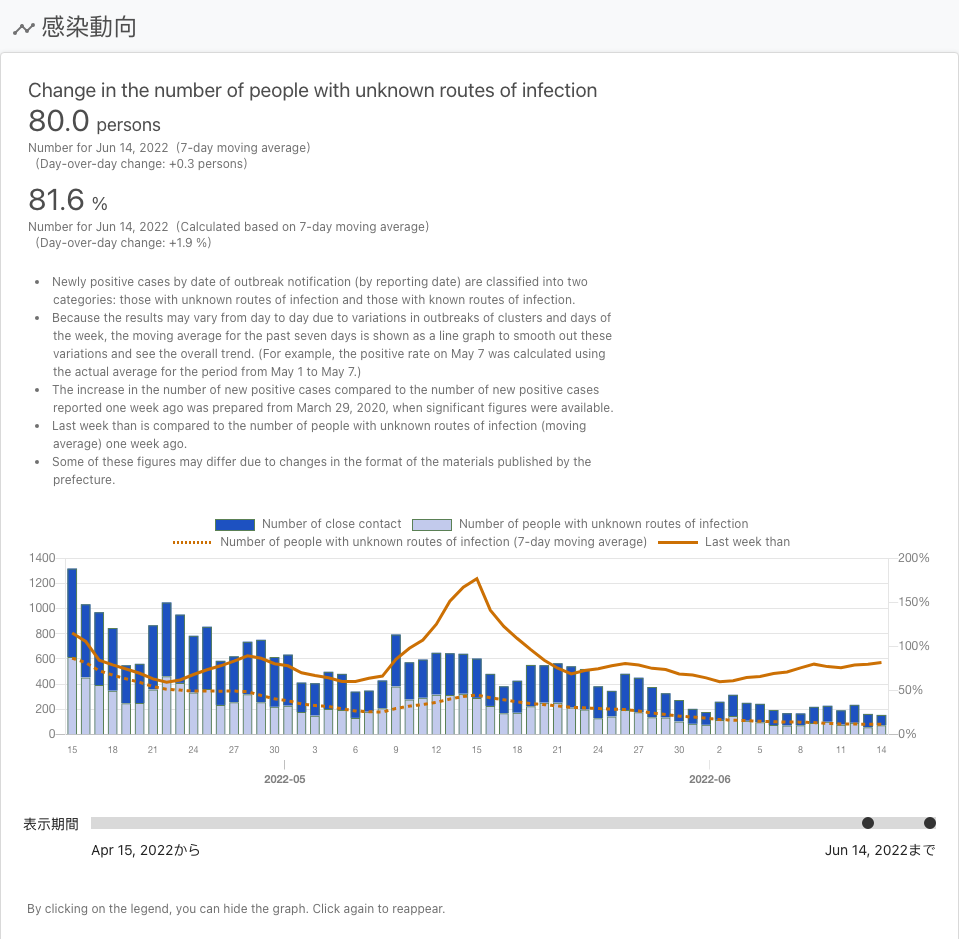 感染動向
Change in the number of people with unknown routes of infection
80.0 persons
Number for Jun 14, 2022 (7-day moving average)
(Day-over-day change: +0.3 persons)
81.6 %
Number for Jun 14, 2022 (Calculated based on 7-day moving average)
(Day-over-day change: +1.9 %)
• Newly positive cases by date of outbreak notification (by reporting date) are classified into two
categories: those with unknown routes of infection and those with known routes of infection.
• Because the results may vary from day to day due to variations in outbreaks of clusters and days of
the week, the moving average for the past seven days is shown as a line graph to smooth out these
variations and see the overall trend. (For example, the positive rate on May 7 was calculated using
the actual average for the period from May 1 to May 7.)
• The increase in the number of new positive cases compared to the number of new positive cases
reported one week ago was prepared from March 29, 2020, when significant figures were available.
• Last week than is compared to the number of people with unknown routes of infection (moving
average) one week ago.
• Some of these figures may differ due to changes in the format of the materials published by the
prefecture.
Number of close contact Number of people with unknown routes of infection
Number of people with unknown routes of infection (7-day moving average) Last week than
1400 200%
1200
1000 150%
800
600 100%
400 50%
200
0 0%
15 18 21 24 27 30 3 6 9 12 15 18 21 24 27 30 2 5 8 11 14
2022-05 2022-06
表示期間
Apr 15, 2022から Jun 14, 2022まで
By clicking on the legend, you can hide the graph. Click again to reappear.